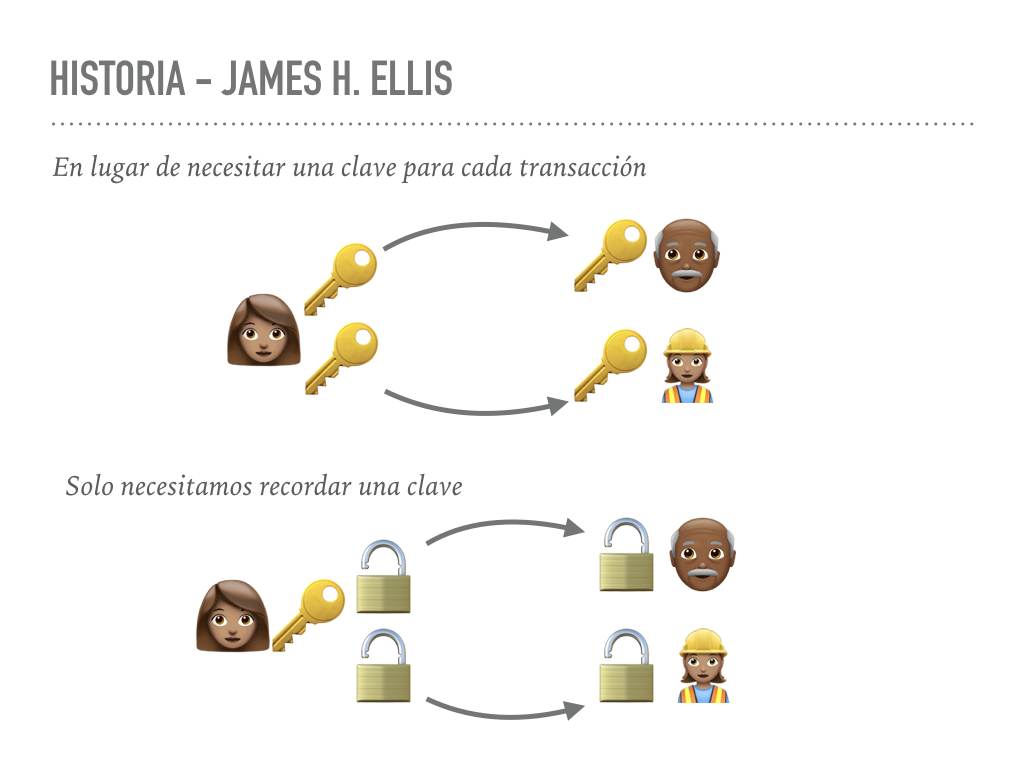 HISTORIA - JAMES H. ELLIS
En lugar de necesitar una clave para cada transacción
Solo necesitamos recordar una clave